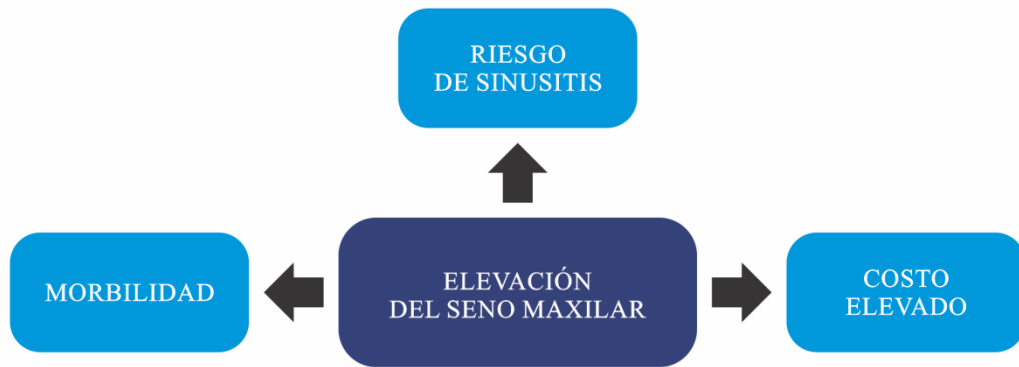 RIESGO
DE SINUSITIS
MORBILIDAD
ELEVACIÓN
DEL SENO MAXILAR
COSTO
ELEVADO